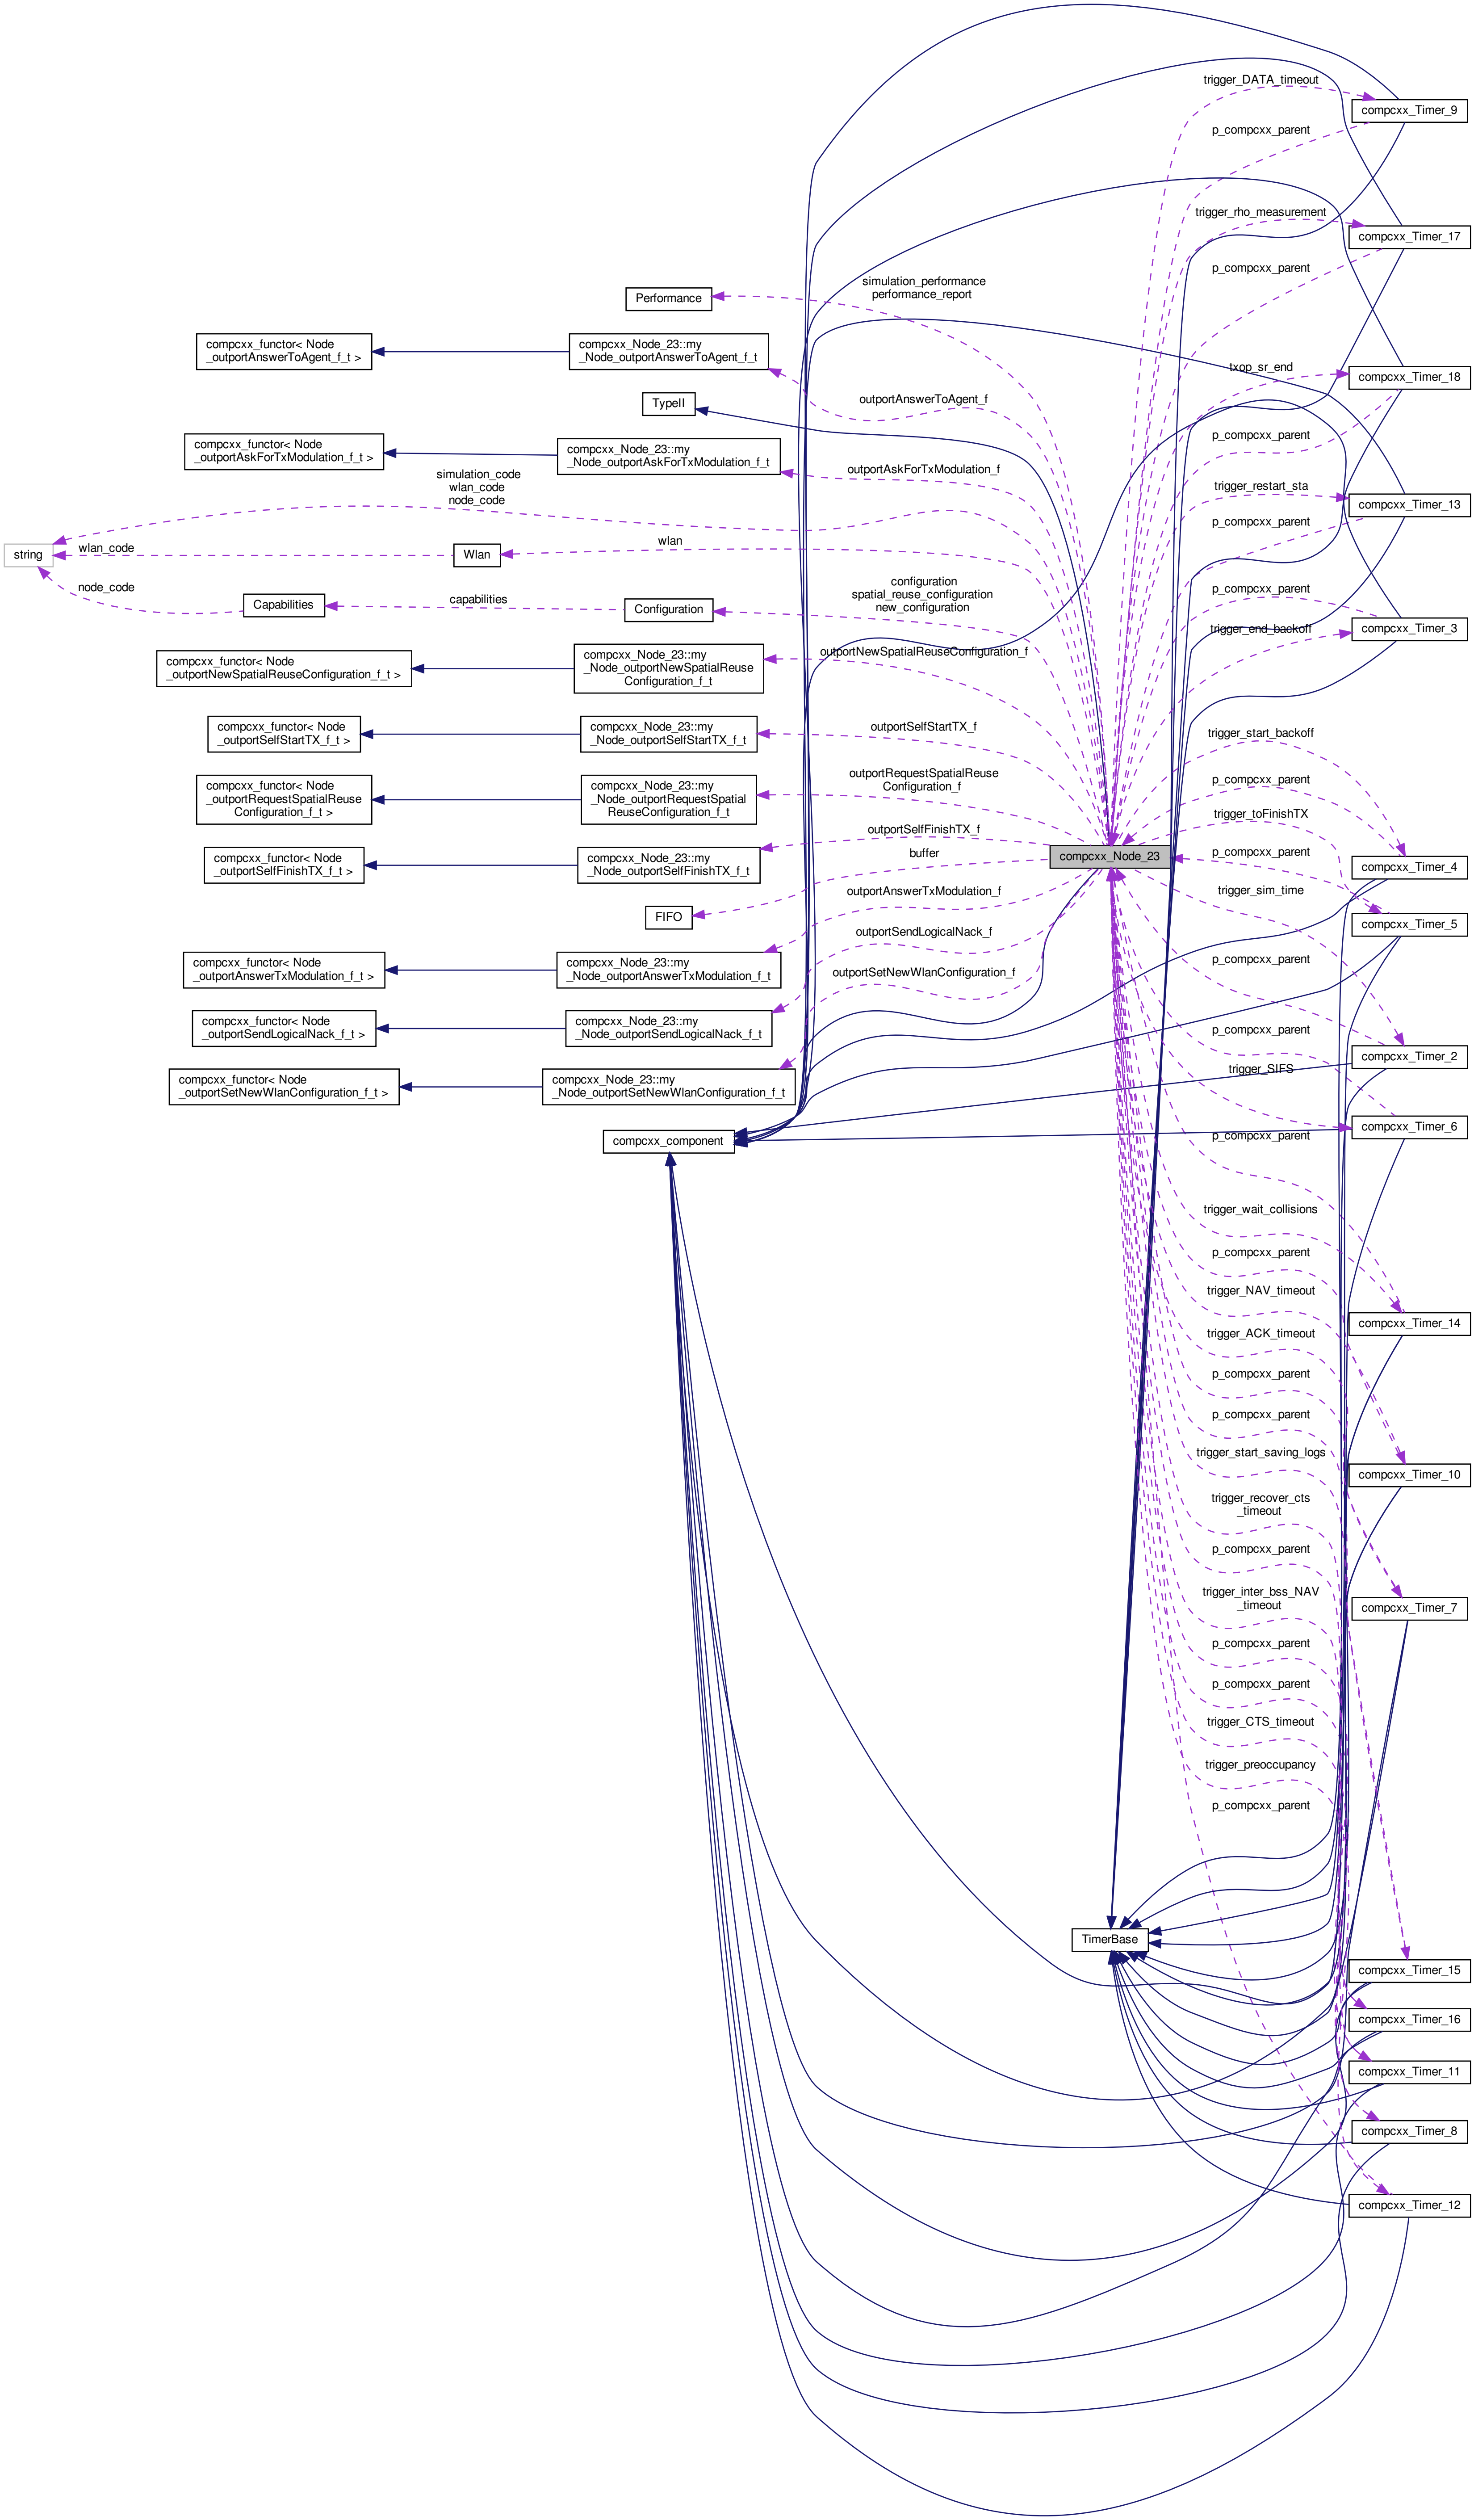 trigger_DATA_timeout
compcxx_Timer_9
p_compcxx_parent
trigger_rho_measurement
compcxx_Timer_17
p_compcxx_parent
simulation_performance
performance_report
Performance
compcxx_functor< Node
_outportAnswerToAgent_f_t >
compcxx_Node_23::my
_Node_outportAnswerToAgent_f_t
txop_sr_end
compcxx_Timer_18
TypeII
outportAnswerToAgent_f
p_compcxx_parent
compcxx_functor< Node
_outportAskForTxModulation_f_t >
compcxx_Node_23::my
_Node_outportAskForTxModulation_f_t
outportAskForTxModulation_f
simulation_code
wlan_code
node_code
trigger_restart_sta
compcxx_Timer_13
p_compcxx_parent
string
wlan_code
Wlan
wlan
node_code
Capabilities
capabilities
Configuration
configuration
spatial_reuse_configuration
new_configuration
p_compcxx_parent
trigger_end_backoff
compcxx_Timer_3
compcxx_functor< Node
_outportNewSpatialReuseConfiguration_f_t >
compcxx_Node_23::my
_Node_outportNewSpatialReuse
Configuration_f_t
outportNewSpatialReuseConfiguration_f
compcxx_functor< Node
_outportSelfStartTX_f_t >
compcxx_Node_23::my
_Node_outportSelfStartTX_f_t
outportSelfStartTX_f
trigger_start_backoff
compcxx_functor< Node
_outportRequestSpatialReuse
Configuration_f_t >
compcxx_Node_23::my
_Node_outportRequestSpatial
ReuseConfiguration_f_t
outportRequestSpatialReuse
Configuration_f
p_compcxx_parent
trigger_toFinishTX
compcxx_functor< Node
_outportSelfFinishTX_f_t >
compcxx_Node_23::my
_Node_outportSelfFinishTX_f_t
outportSelfFinishTX_f
buffer
compcxx_Node_23
p_compcxx_parent
compcxx_Timer_4
FIFO
outportAnswerTxModulation_f
trigger_sim_time
compcxx_Timer_5
compcxx_functor< Node
_outportAnswerTxModulation_f_t >
compcxx_Node_23::my
_Node_outportAnswerTxModulation_f_t
outportSendLogicalNack_f
p_compcxx_parent
outportSetNewWlanConfiguration_f
compcxx_functor< Node
_outportSendLogicalNack_f_t >
compcxx_Node_23::my
_Node_outportSendLogicalNack_f_t
p_compcxx_parent
compcxx_Timer_2
trigger_SIFS
compcxx_functor< Node
_outportSetNewWlanConfiguration_f_t >
compcxx_Node_23::my
_Node_outportSetNewWlanConfiguration_f_t
compcxx_component
p_compcxx_parent
compcxx_Timer_6
trigger_wait_collisions
p_compcxx_parent
trigger_NAV_timeout
compcxx_Timer_14
trigger_ACK_timeout
p_compcxx_parent
p_compcxx_parent
trigger_start_saving_logs
compcxx_Timer_10
trigger_recover_cts
_timeout
p_compcxx_parent
trigger_inter_bss_NAV
_timeout
compcxx_Timer_7
p_compcxx_parent
p_compcxx_parent
trigger_CTS_timeout
trigger_preoccupancy
p_compcxx_parent
TimerBase
compcxx_Timer_15
compcxx_Timer_16
compcxx_Timer_11
compcxx_Timer_8
compcxx_Timer_12